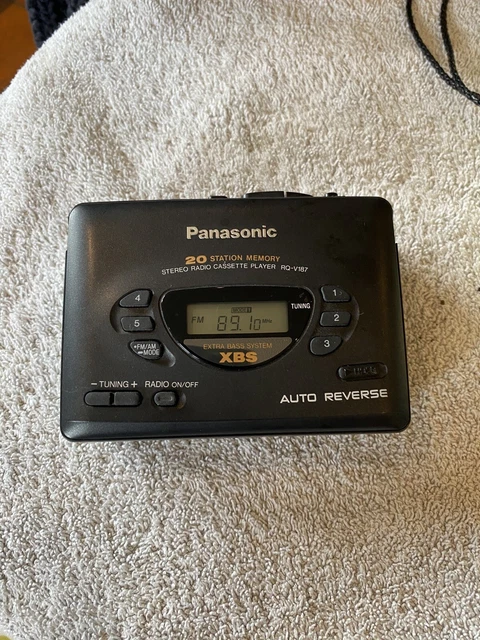 Panasonic
20 STATION MEMORY
STEREO RADIO CASSETTE PLAYER RQ-V187
4
5
•FM/AM
MODE
FM
89.10 MHz
TUNING
1
2
3
EXTRA BASS SYSTEM
XBS
− TUNING +
RADIO ON/OFF
AUTO REVERSE